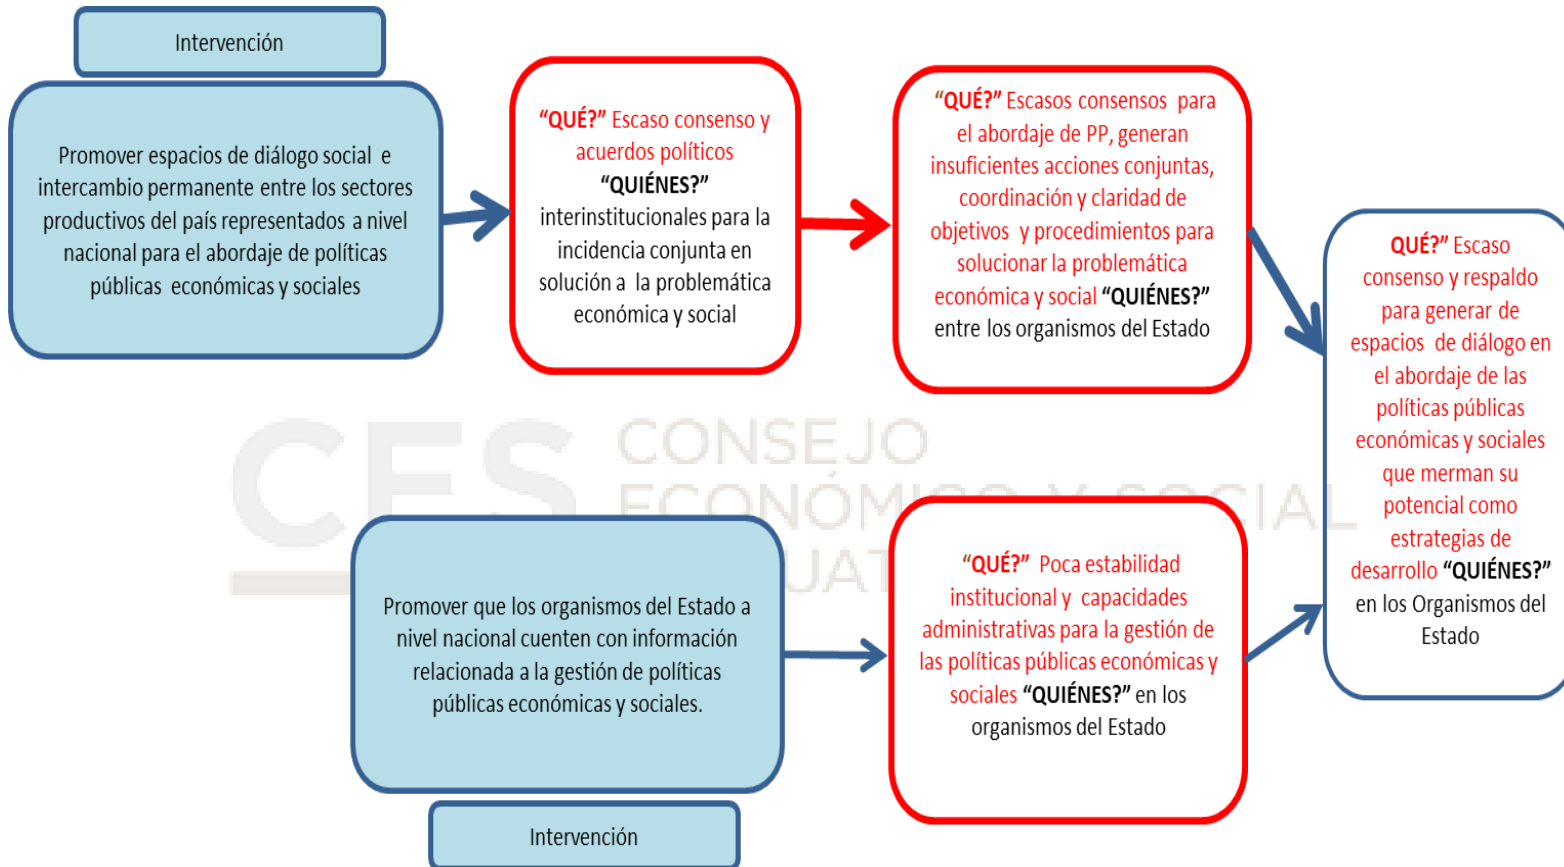 Intervención
Promover espacios de diálogo social e
intercambio permanente entre los sectores
productivos del país representados a nivel
nacional para el abordaje de políticas
públicas económicas y sociales
“QUÉ?” Escaso consenso y
acuerdos políticos
“QUIÉNES?”
interinstitucionales para la
incidencia conjunta en
solución a la problemática
económica y social
“QUÉ?” Escasos consensos para
el abordaje de PP, generan
insuficientes acciones conjuntas,
coordinación y claridad de
objetivos y procedimientos para
solucionar la problemática
económica y social “QUIÉNES?”
entre los organismos del Estado
QUÉ?” Escaso
consenso y respaldo
para generar de
espacios de diálogo en
el abordaje de las
políticas públicas
económicas y sociales
que merman su
potencial como
estrategias de
desarrollo “QUIÉNES?”
en los Organismos del
Estado
CES
CONSEJO
ECONÓMICO Y SOCIAL
Promover que los organismos del Estado a
nivel nacional cuenten con información
relacionada a la gestión de políticas
públicas económicas y sociales.
Intervención
“QUÉ?” Poca estabilidad
institucional y capacidades
administrativas para la gestión de
las políticas públicas económicas y
sociales “QUIÉNES?” en los
organismos del Estado